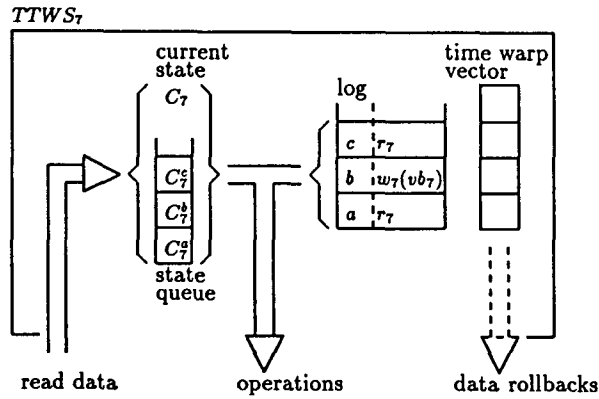 TTWS₇
current
state
C₇
time warp
vector
log
c r₇
C₇ᶜ
b w₇(vb₇)
C₇ᵇ
a r₇
C₇ᵃ
state
queue
read data
operations
data rollbacks